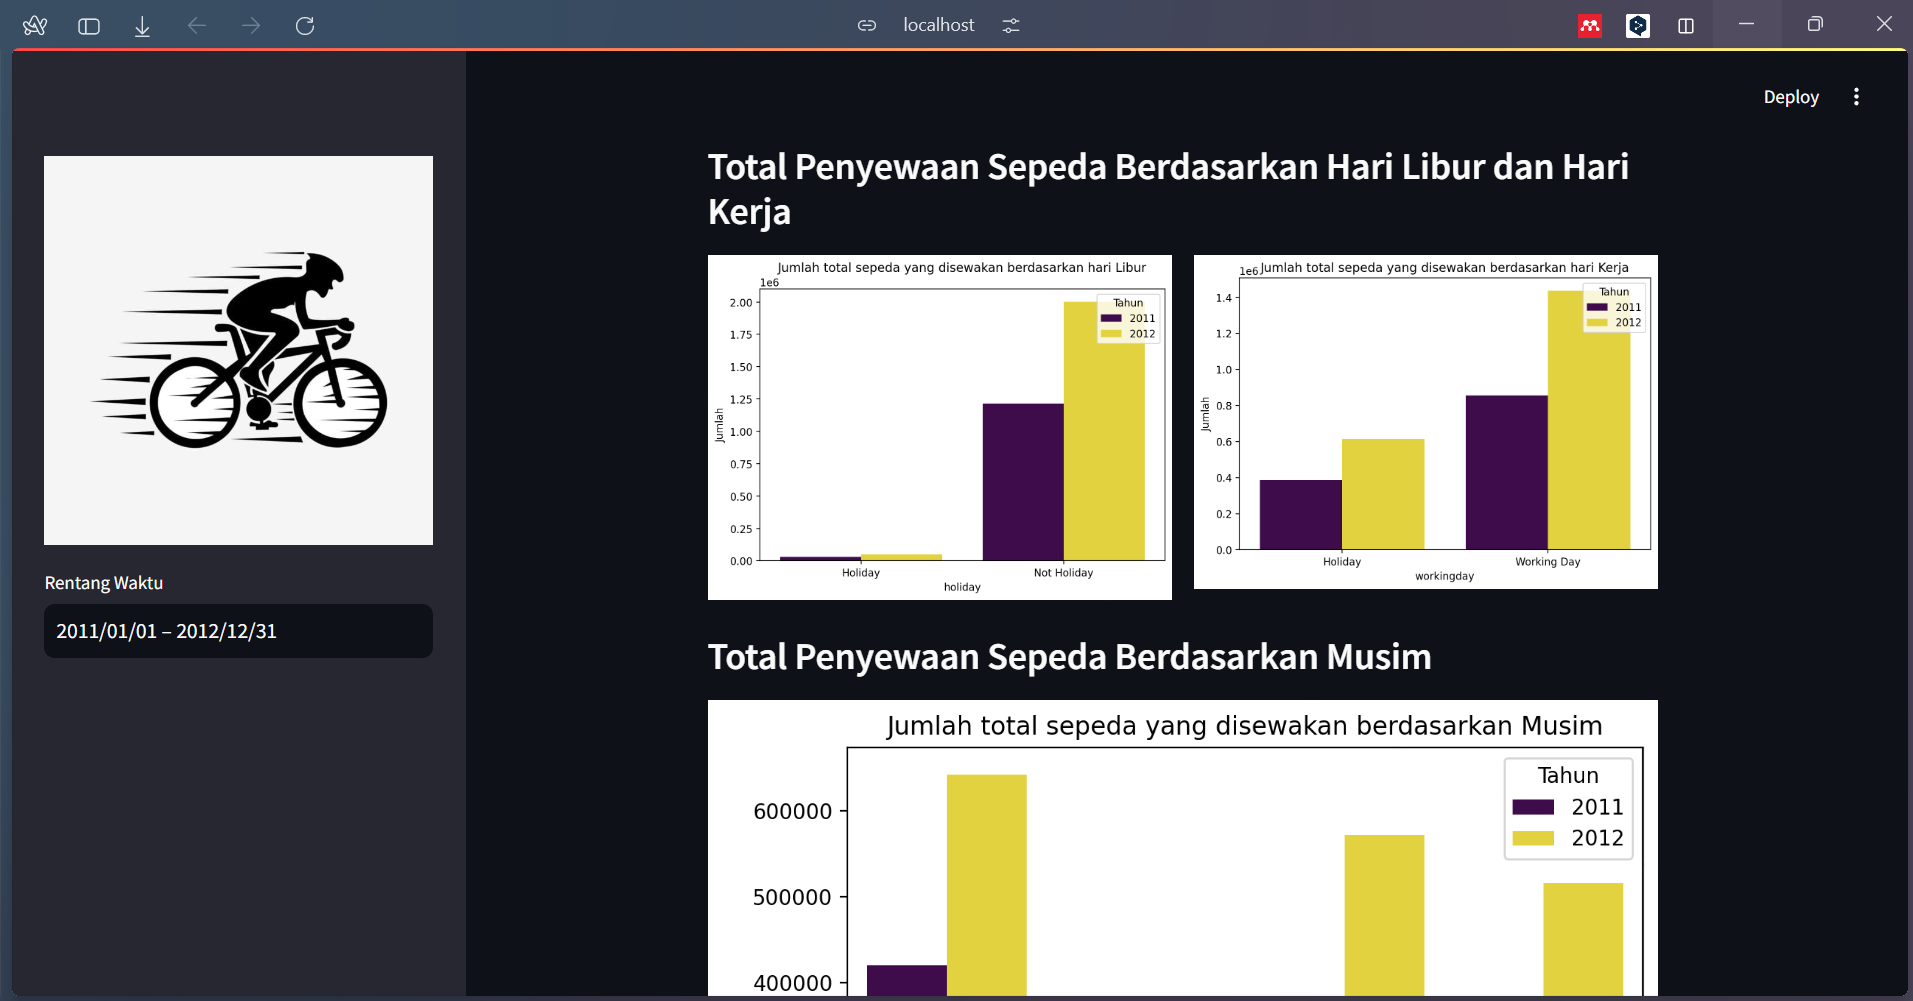 localhost
Deploy
Rentang Waktu
2011/01/01 – 2012/12/31
Total Penyewaan Sepeda Berdasarkan Hari Libur dan Hari
Kerja
Jumlah total sepeda yang disewakan berdasarkan hari Libur
1e6
Tahun
2011
2012
2.00
1.75
1.50
1.25
1.00
0.75
0.50
0.25
0.00
Jumlah
Holiday
Not Holiday
holiday
Jumlah total sepeda yang disewakan berdasarkan hari Kerja
1e6
Tahun
2011
2012
1.4
1.2
1.0
0.8
0.6
0.4
0.2
0.0
Jumlah
Holiday
Working Day
workingday
Total Penyewaan Sepeda Berdasarkan Musim
Jumlah total sepeda yang disewakan berdasarkan Musim
Tahun
2011
2012
600000
500000
400000